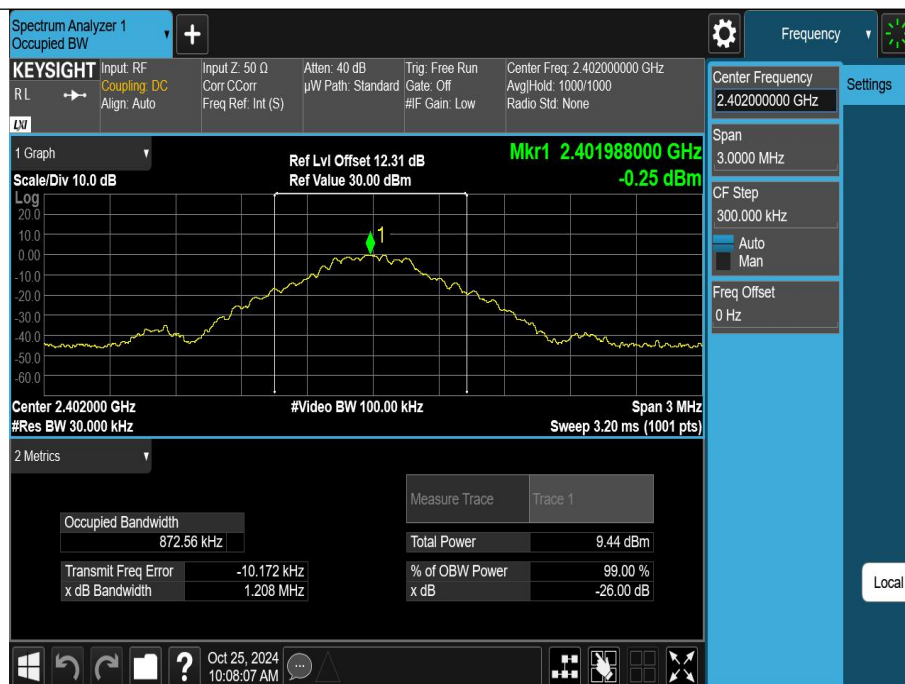 Spectrum Analyzer 1
Occupied BW
Frequency
KEYSIGHT
RL
LXI
Input: RF
Coupling: DC
Align: Auto
Input Z: 50 Ω
Corr CCorr
Freq Ref: Int (S)
Atten: 40 dB
µW Path: Standard
Trig: Free Run
Gate: Off
#IF Gain: Low
Center Freq: 2.402000000 GHz
Avg|Hold: 1000/1000
Radio Std: None
Center Frequency
2.402000000 GHz
Settings
Span
3.0000 MHz
CF Step
300.000 kHz
Auto
Man
Freq Offset
0 Hz
Local
1 Graph
Scale/Div 10.0 dB
Ref Lvl Offset 12.31 dB
Ref Value 30.00 dBm
Mkr1 2.401988000 GHz
-0.25 dBm
Log
20.0
10.0
0.00
-10.0
-20.0
-30.0
-40.0
-50.0
-60.0
1
Center 2.402000 GHz
#Res BW 30.000 kHz
#Video BW 100.00 kHz
Span 3 MHz
Sweep 3.20 ms (1001 pts)
2 Metrics
Measure Trace Trace 1
Occupied Bandwidth
872.56 kHz
Total Power 9.44 dBm
Transmit Freq Error -10.172 kHz
% of OBW Power 99.00 %
x dB Bandwidth 1.208 MHz
x dB -26.00 dB
?
Oct 25, 2024
10:08:07 AM